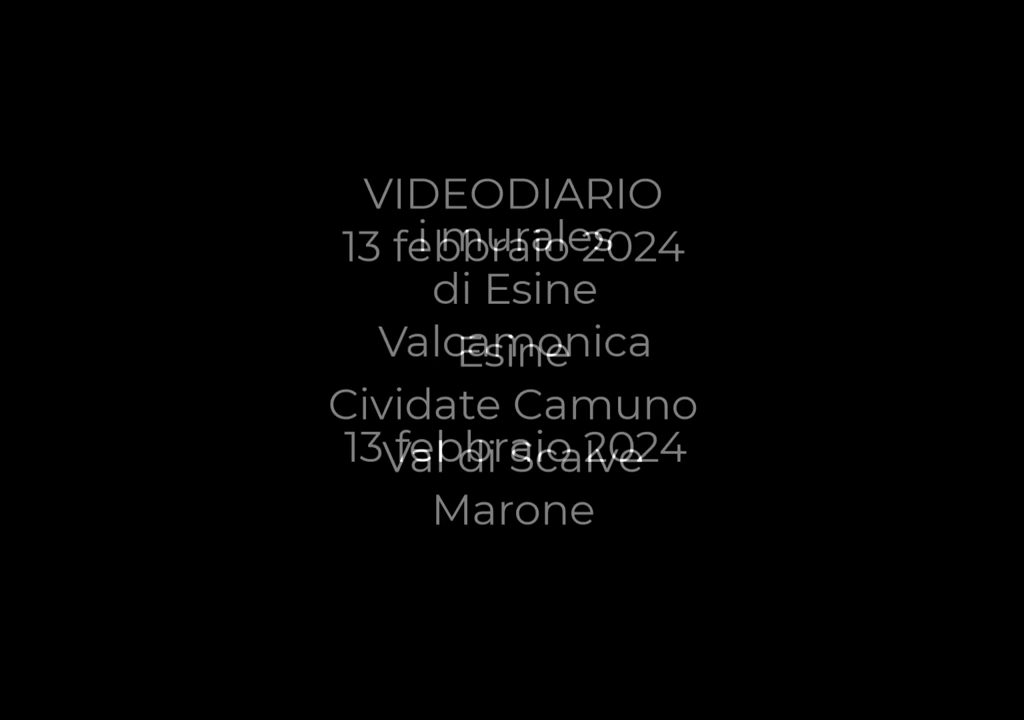 VIDEODIARIO
i murales
13 febbraio 2024
di Esine
Valcamonica
Esine
Cividate Camuno
13 febbraio 2024
Val di Scalve
Marone